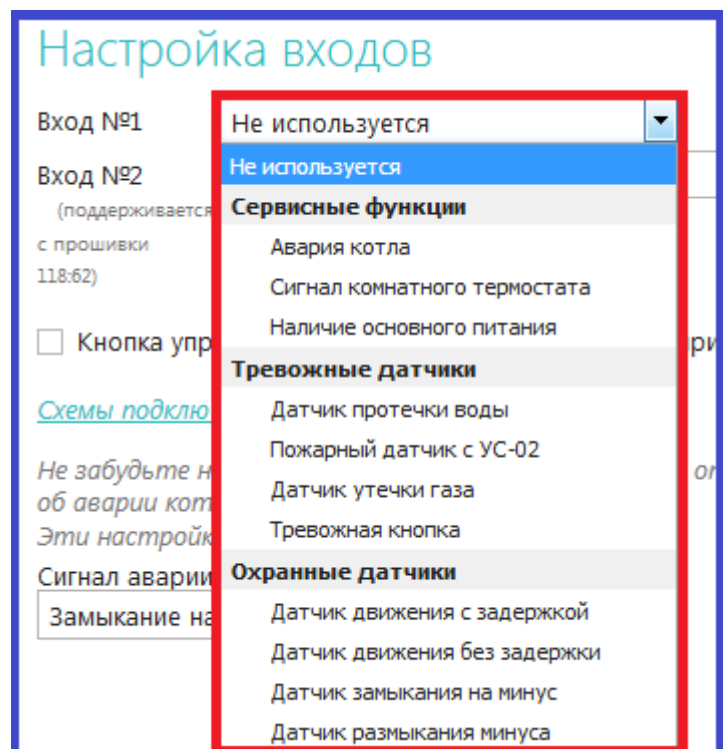 Настройка входов
Вход №1
Не используется
Вход №2
(поддерживается
с прошивки
118:62)
Не используется
Сервисные функции
Авария котла
Сигнал комнатного термостата
Наличие основного питания
Тревожные датчики
Датчик протечки воды
Пожарный датчик с УС-02
Датчик утечки газа
Тревожная кнопка
Охранные датчики
Датчик движения с задержкой
Датчик движения без задержки
Датчик замыкания на минус
Датчик размыкания минуса
Кнопка упр
ри
Схемы подклю
Не забудьте н
ог
об аварии кот
Эти настройк
Сигнал аварии
Замыкание на